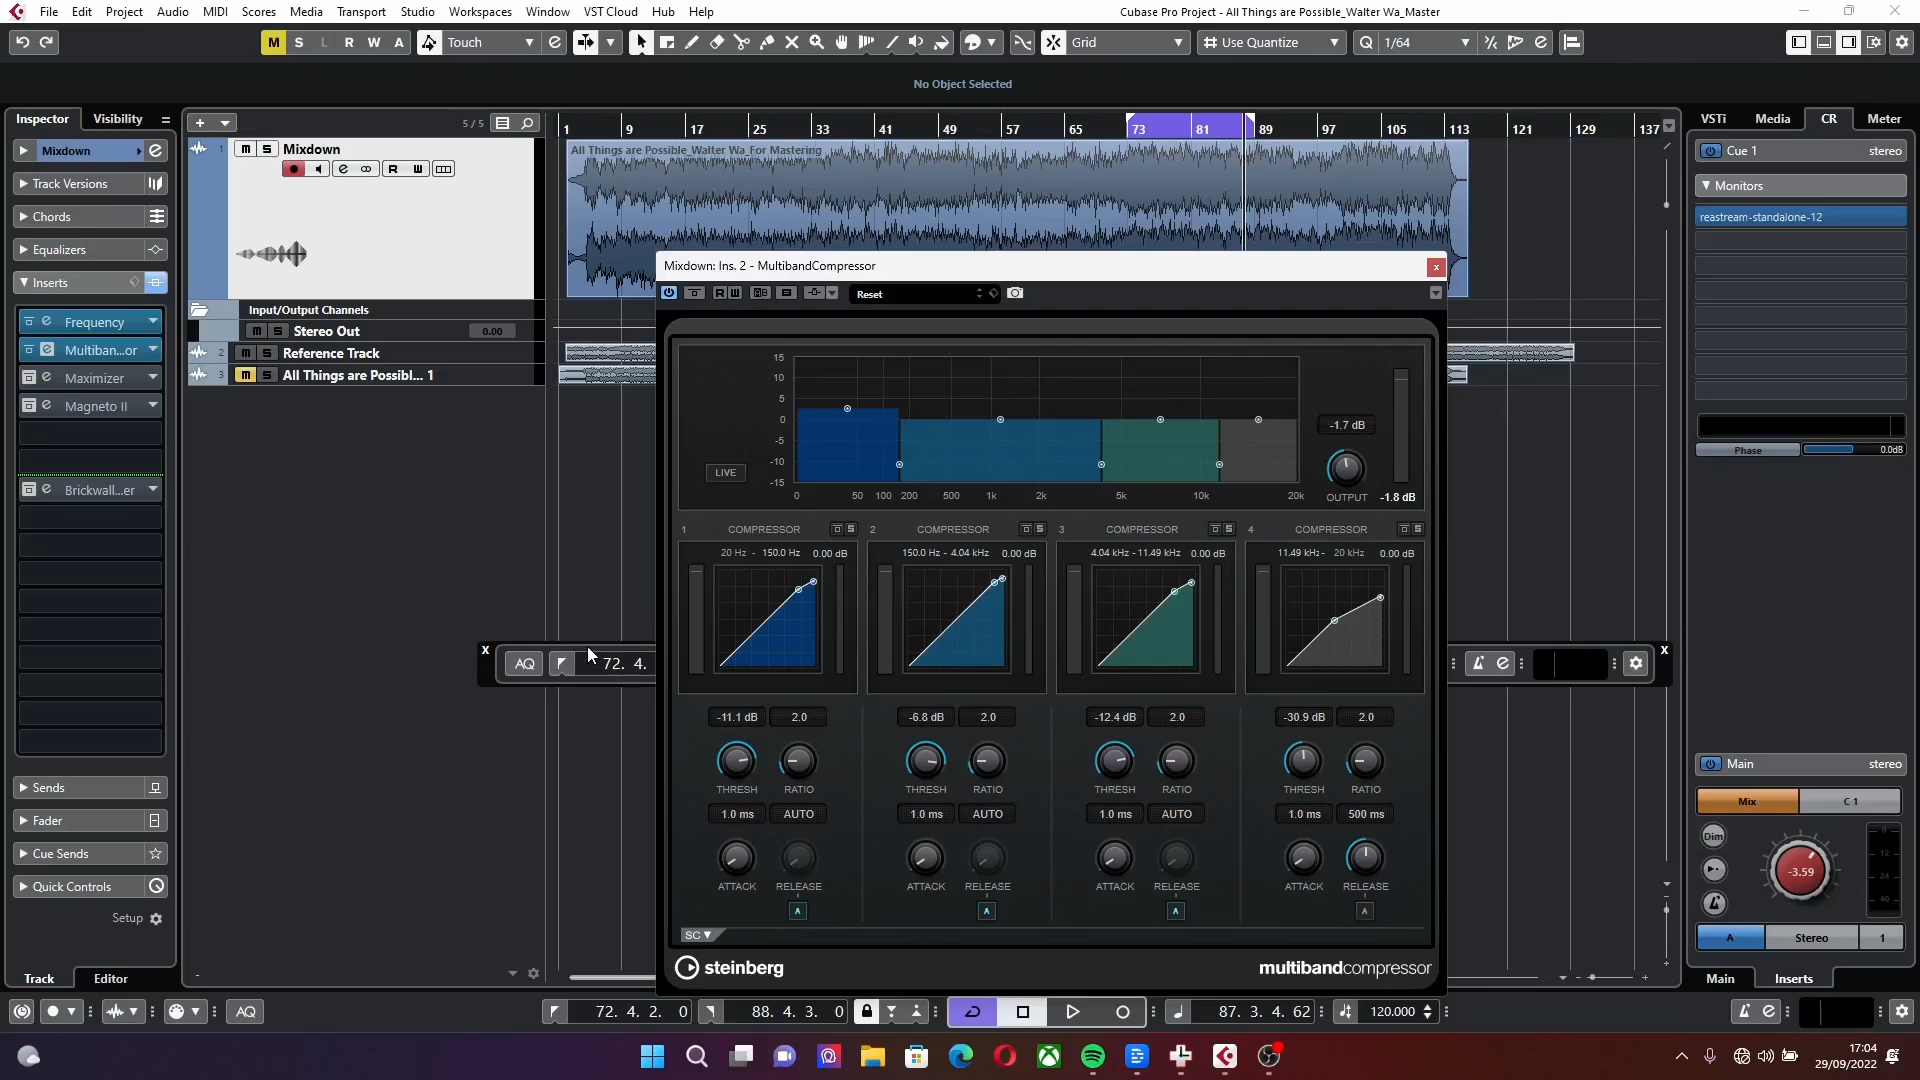 File Edit Project Audio MIDI Scores Media Transport Studio Workspaces Window VST Cloud Hub Help
Cubase Pro Project - All Things are Possible_Walter Wa_Master
M S L R W A Touch Grid Use Quantize Q 1/64
No Object Selected
Inspector Visibility
Mixdown
Track Versions
Chords
Equalizers
Inserts
Frequency
Multiban...or
Maximizer
Magneto II
Brickwall...er
Sends
Fader
Cue Sends
Quick Controls
Setup
Track Editor
5 / 5
1 9 17 25 33 41 49 57 65 73 81 89 97 105 113 121 129 137
1 m S Mixdown
R W
All Things are Possible_Walter Wa_For Mastering
Input/Output Channels
m S Stereo Out 0.00
2 m S Reference Track
3 m S All Things are Possibl... 1
x AQ 72. 4.
x
Mixdown: Ins. 2 - MultibandCompressor x
R W Reset
15
10
5
0
-5
-10
-15
0 50 100 200 500 1k 2k 5k 10k 20k
LIVE
-1.7 dB
OUTPUT -1.8 dB
1 COMPRESSOR S 2 COMPRESSOR S 3 COMPRESSOR S 4 COMPRESSOR S
20 Hz - 150.0 Hz 0.00 dB 150.0 Hz - 4.04 kHz 0.00 dB 4.04 kHz - 11.49 kHz 0.00 dB 11.49 kHz - 20 kHz 0.00 dB
-11.1 dB 2.0 -6.8 dB 2.0 -12.4 dB 2.0 -30.9 dB 2.0
THRESH RATIO THRESH RATIO THRESH RATIO THRESH RATIO
1.0 ms AUTO 1.0 ms AUTO 1.0 ms AUTO 1.0 ms 500 ms
ATTACK RELEASE ATTACK RELEASE ATTACK RELEASE ATTACK RELEASE
A A A A
SC
steinberg multibandcompressor
VSTi Media CR Meter
Cue 1 stereo
Monitors
reastream-standalone-12
Phase 0.0dB
Main stereo
Mix C 1
Dim
-3.59
0
-12
-24
-40
A Stereo 1
Main Inserts
AQ 72. 4. 2. 0 88. 4. 3. 0 87. 3. 4. 62 120.000
17:04
29/09/2022